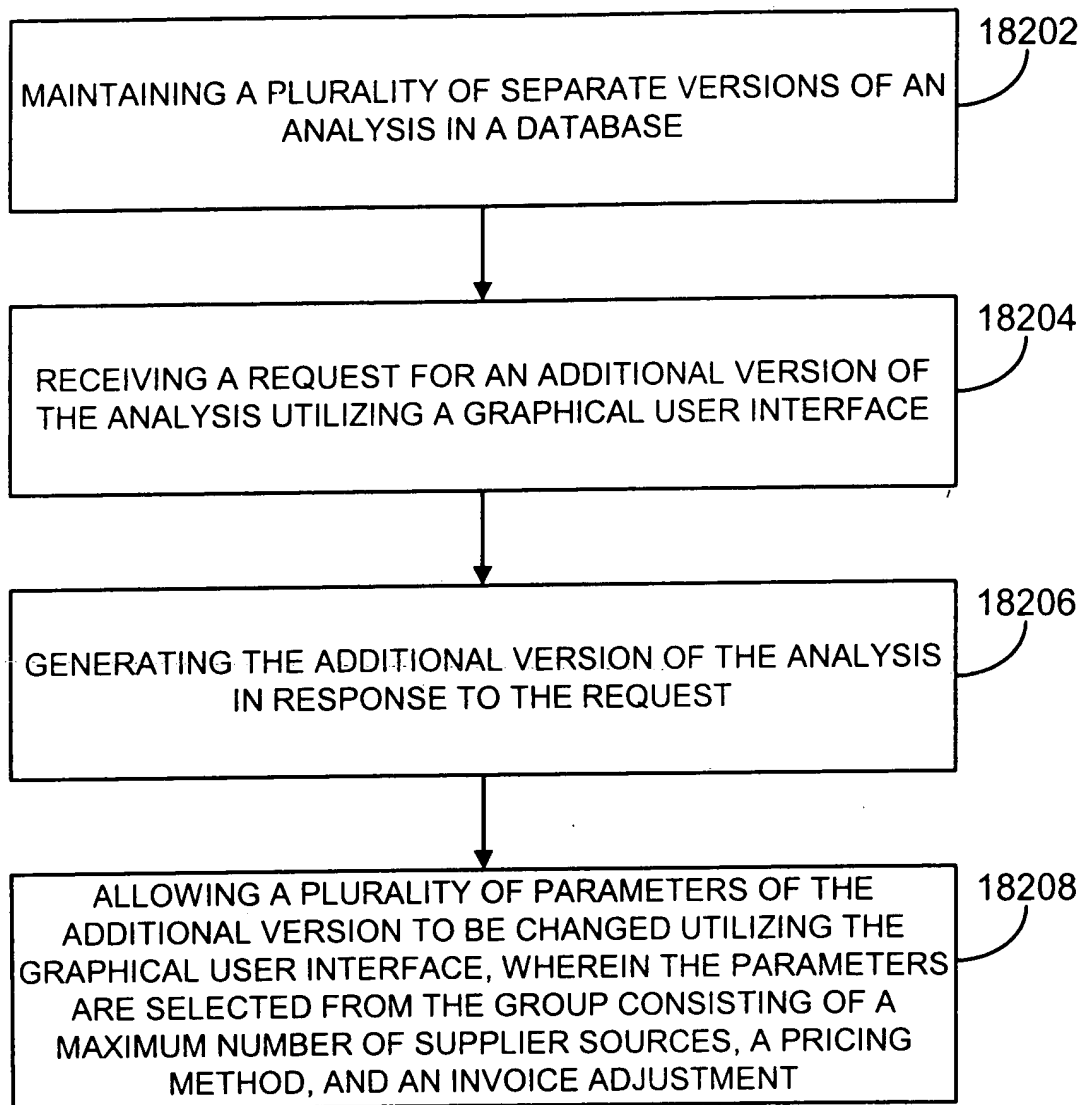 18202
MAINTAINING A PLURALITY OF SEPARATE VERSIONS OF AN
ANALYSIS IN A DATABASE
18204
RECEIVING A REQUEST FOR AN ADDITIONAL VERSION OF
THE ANALYSIS UTILIZING A GRAPHICAL USER INTERFACE
18206
GENERATING THE ADDITIONAL VERSION OF THE ANALYSIS
IN RESPONSE TO THE REQUEST
18208
ALLOWING A PLURALITY OF PARAMETERS OF THE
ADDITIONAL VERSION TO BE CHANGED UTILIZING THE
GRAPHICAL USER INTERFACE, WHEREIN THE PARAMETERS
ARE SELECTED FROM THE GROUP CONSISTING OF A
MAXIMUM NUMBER OF SUPPLIER SOURCES, A PRICING
METHOD, AND AN INVOICE ADJUSTMENT